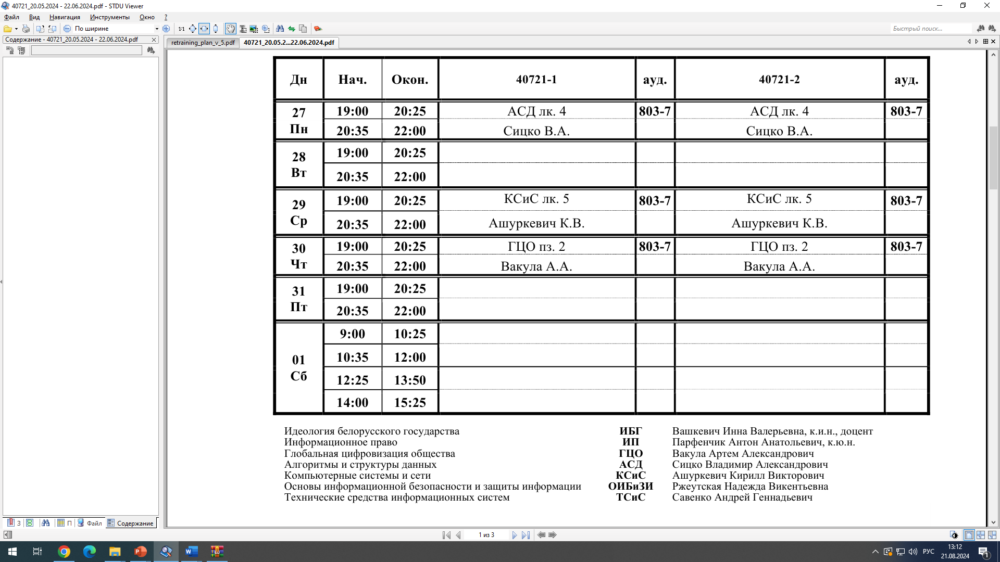 40721_20.05.2024 - 22.06.2024.pdf - STDU Viewer
Файл Вид Навигация Инструменты Окно ?
По ширине 1:1 Быстрый поиск...
Содержание - 40721_20.05.2024 - 22.06.2024.pdf
retraining_plan_v_5.pdf 40721_20.05.2...22.06.2024.pdf
Дн Нач. Окон. 40721-1 ауд. 40721-2 ауд.
27 Пн 19:00 20:25 АСД лк. 4 803-7 АСД лк. 4 803-7
20:35 22:00 Сицко В.А. Сицко В.А.
28 Вт 19:00 20:25
20:35 22:00
29 Ср 19:00 20:25 КСиС лк. 5 803-7 КСиС лк. 5 803-7
20:35 22:00 Ашуркевич К.В. Ашуркевич К.В.
30 Чт 19:00 20:25 ГЦО пз. 2 803-7 ГЦО пз. 2 803-7
20:35 22:00 Вакула А.А. Вакула А.А.
31 Пт 19:00 20:25
20:35 22:00
01 Сб 9:00 10:25
10:35 12:00
12:25 13:50
14:00 15:25
Идеология белорусского государства ИБГ Вашкевич Инна Валерьевна, к.и.н., доцент
Информационное право ИП Парфенчик Антон Анатольевич, к.ю.н.
Глобальная цифровизация общества ГЦО Вакула Артем Александрович
Алгоритмы и структуры данных АСД Сицко Владимир Александрович
Компьютерные системы и сети КСиС Ашуркевич Кирилл Викторович
Основы информационной безопасности и защиты информации ОИБиЗИ Ржеутская Надежда Викентьевна
Технические средства информационных систем ТСиС Савенко Андрей Геннадьевич
З П Файл Содержание
1 из 3
РУС 13:12
21.08.2024
1